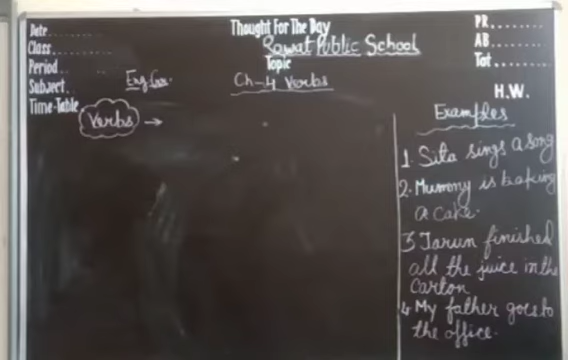 Date........
Class........
Period..
Subject.. Eng.Gr.
Time-Table
Thought For The Day
Rawat Public School
Topic
Ch-4 Verbs
PR........
AB........
Tot........
H.W.
Verbs →
Examples
1. Sita sings a song
2. Mummy is baking
a cake.
3 Tarun finished
all the juice in the
carton
4 My father goes to
the office.